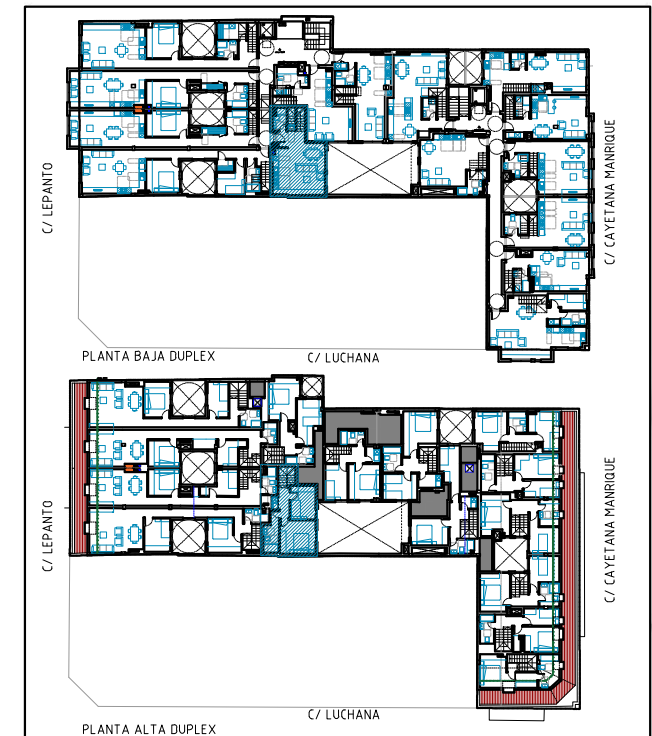 C/ LEPANTO
C/ CAYETANA MANRIQUE
PLANTA BAJA DUPLEX
C/ LUCHANA
C/ LEPANTO
C/ CAYETANA MANRIQUE
C/ LUCHANA
PLANTA ALTA DUPLEX